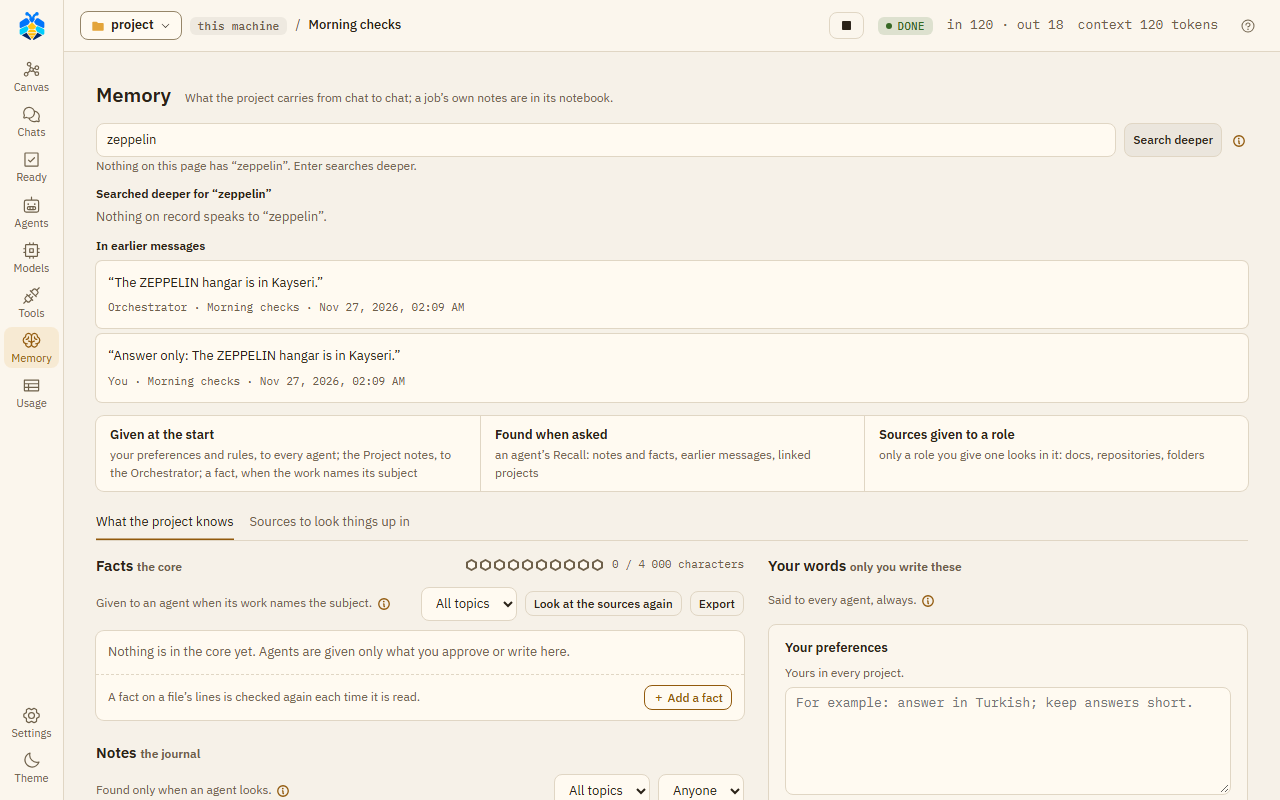 project
this machine / Morning checks
DONE
in 120 · out 18 context 120 tokens
Canvas
Chats
Ready
Agents
Models
Tools
Memory
Usage
Settings
Theme
Memory
What the project carries from chat to chat; a job’s own notes are in its notebook.
zeppelin
Search deeper
Nothing on this page has “zeppelin”. Enter searches deeper.
Searched deeper for “zeppelin”
Nothing on record speaks to “zeppelin”.
In earlier messages
“The ZEPPELIN hangar is in Kayseri.”
Orchestrator · Morning checks · Nov 27, 2026, 02:09 AM
“Answer only: The ZEPPELIN hangar is in Kayseri.”
You · Morning checks · Nov 27, 2026, 02:09 AM
Given at the start
your preferences and rules, to every agent; the Project notes, to
the Orchestrator; a fact, when the work names its subject
Found when asked
an agent’s Recall: notes and facts, earlier messages, linked
projects
Sources given to a role
only a role you give one looks in it: docs, repositories, folders
What the project knows
Sources to look things up in
Facts the core
0 / 4 000 characters
Given to an agent when its work names the subject.
All topics
Look at the sources again
Export
Nothing is in the core yet. Agents are given only what you approve or write here.
A fact on a file’s lines is checked again each time it is read.
+ Add a fact
Notes the journal
Found only when an agent looks.
All topics
Anyone
Your words only you write these
Said to every agent, always.
Your preferences
Yours in every project.
For example: answer in Turkish; keep answers short.